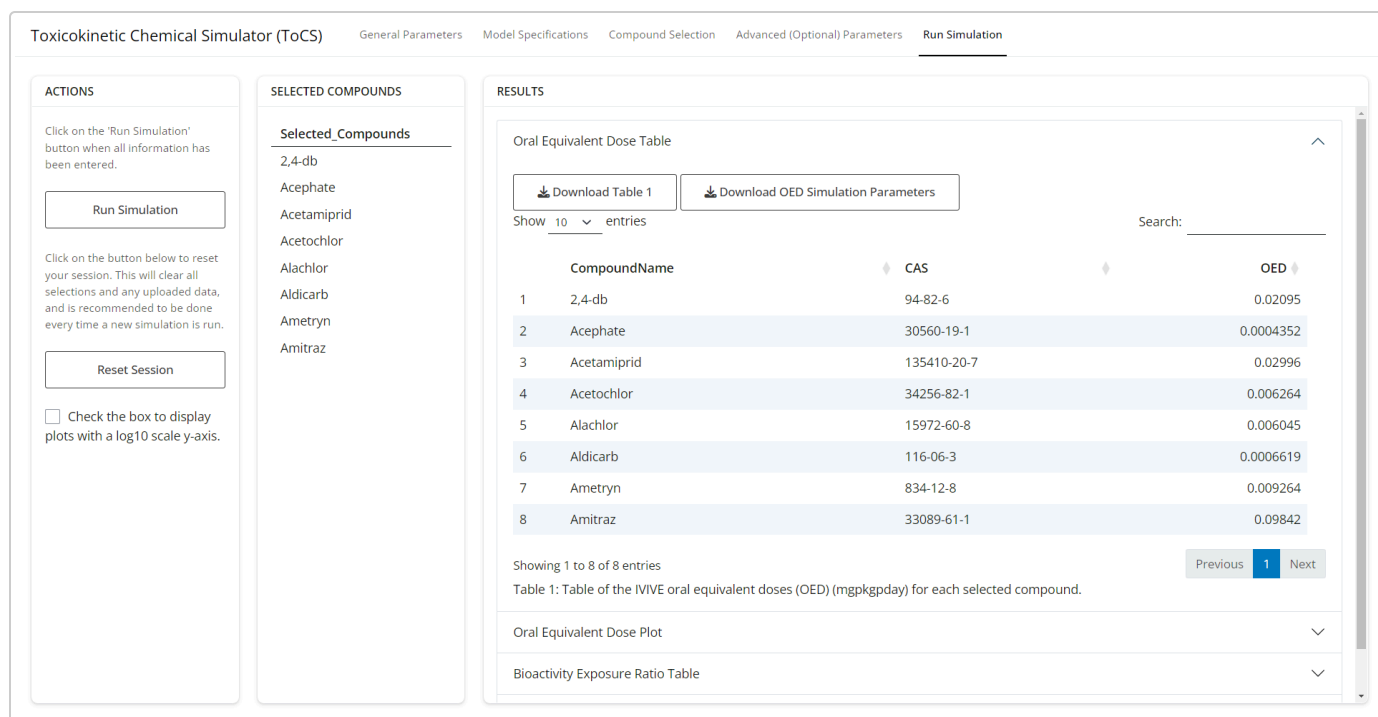 Toxicokinetic Chemical Simulator (ToCS) General Parameters Model Specifications Compound Selection Advanced (Optional) Parameters Run Simulation
ACTIONS
Click on the 'Run Simulation'
button when all information has
been entered.
Run Simulation
Click on the button below to reset
your session. This will clear all
selections and any uploaded data,
and is recommended to be done
every time a new simulation is run.
Reset Session
Check the box to display
plots with a log10 scale y-axis.
SELECTED COMPOUNDS
Selected_Compounds
2,4-db
Acephate
Acetamiprid
Acetochlor
Alachlor
Aldicarb
Ametryn
Amitraz
RESULTS
Oral Equivalent Dose Table
Download Table 1 Download OED Simulation Parameters
Show 10 entries Search:
CompoundName CAS OED
1 2,4-db 94-82-6 0.02095
2 Acephate 30560-19-1 0.0004352
3 Acetamiprid 135410-20-7 0.02996
4 Acetochlor 34256-82-1 0.006264
5 Alachlor 15972-60-8 0.006045
6 Aldicarb 116-06-3 0.0006619
7 Ametryn 834-12-8 0.009264
8 Amitraz 33089-61-1 0.09842
Showing 1 to 8 of 8 entries Previous 1 Next
Table 1: Table of the IVIVE oral equivalent doses (OED) (mgpkgpday) for each selected compound.
Oral Equivalent Dose Plot
Bioactivity Exposure Ratio Table